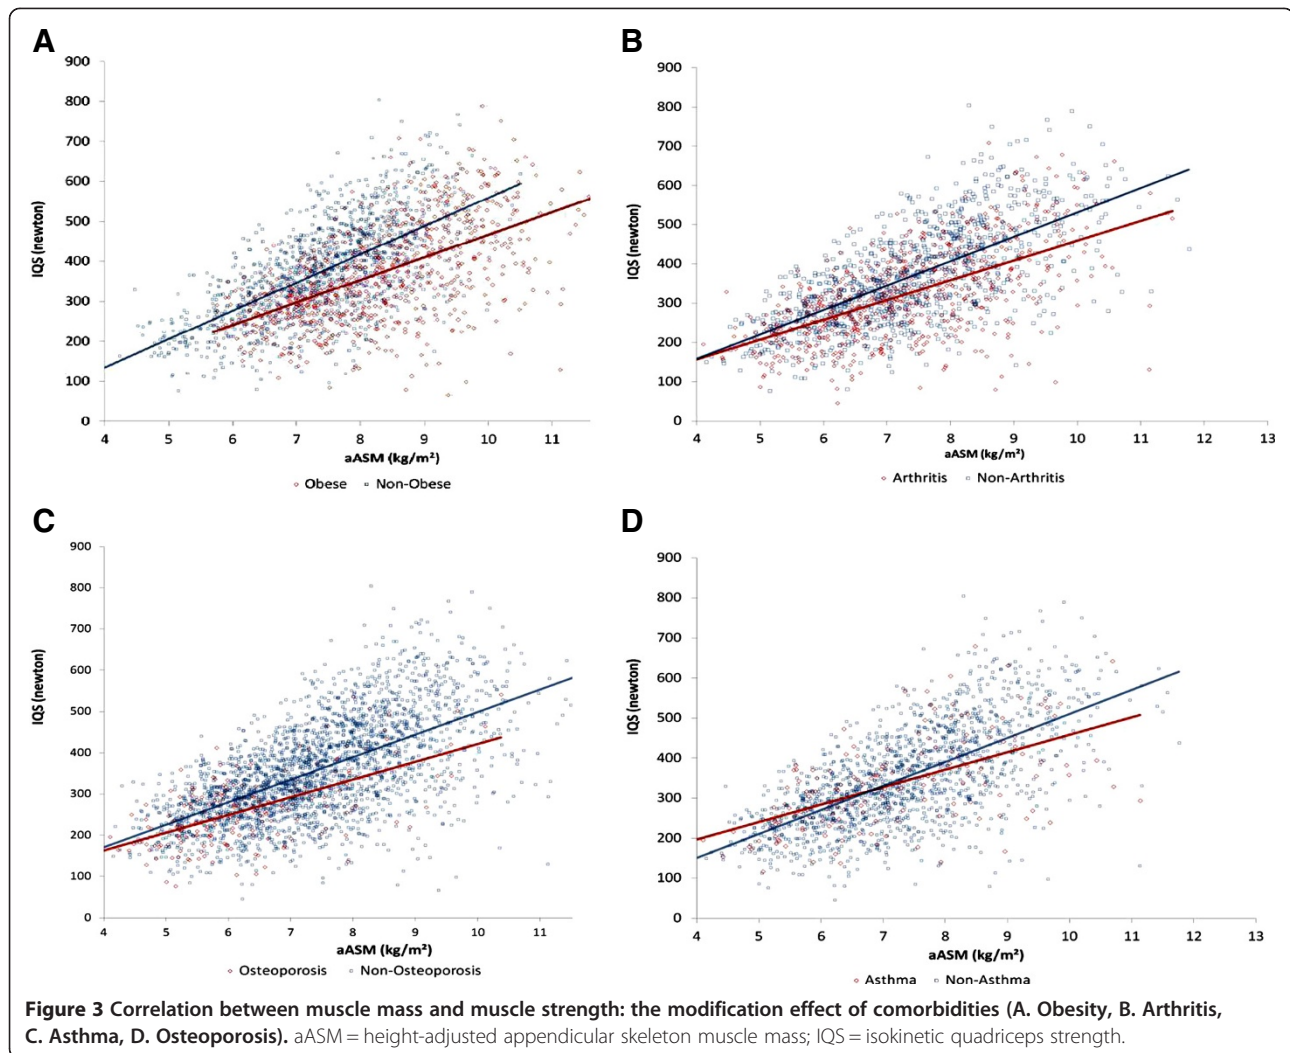 A
900
800
700
600
500
400
300
200
100
0
IQS (newton)
4 5 6 7 8 9 10 11
aASM (kg/m²)
Obese Non-Obese
B
900
800
700
600
500
400
300
200
100
0
IQS (newton)
4 5 6 7 8 9 10 11 12 13
aASM (kg/m²)
Arthritis Non-Arthritis
C
900
800
700
600
500
400
300
200
100
0
IQS (newton)
4 5 6 7 8 9 10 11
aASM (kg/m²)
Osteoporosis Non-Osteoporosis
D
900
800
700
600
500
400
300
200
100
0
IQS (newton)
4 5 6 7 8 9 10 11 12 13
aASM (kg/m²)
Asthma Non-Asthma
Figure 3 Correlation between muscle mass and muscle strength: the modification effect of comorbidities (A. Obesity, B. Arthritis,
C. Asthma, D. Osteoporosis). aASM = height-adjusted appendicular skeleton muscle mass; IQS = isokinetic quadriceps strength.